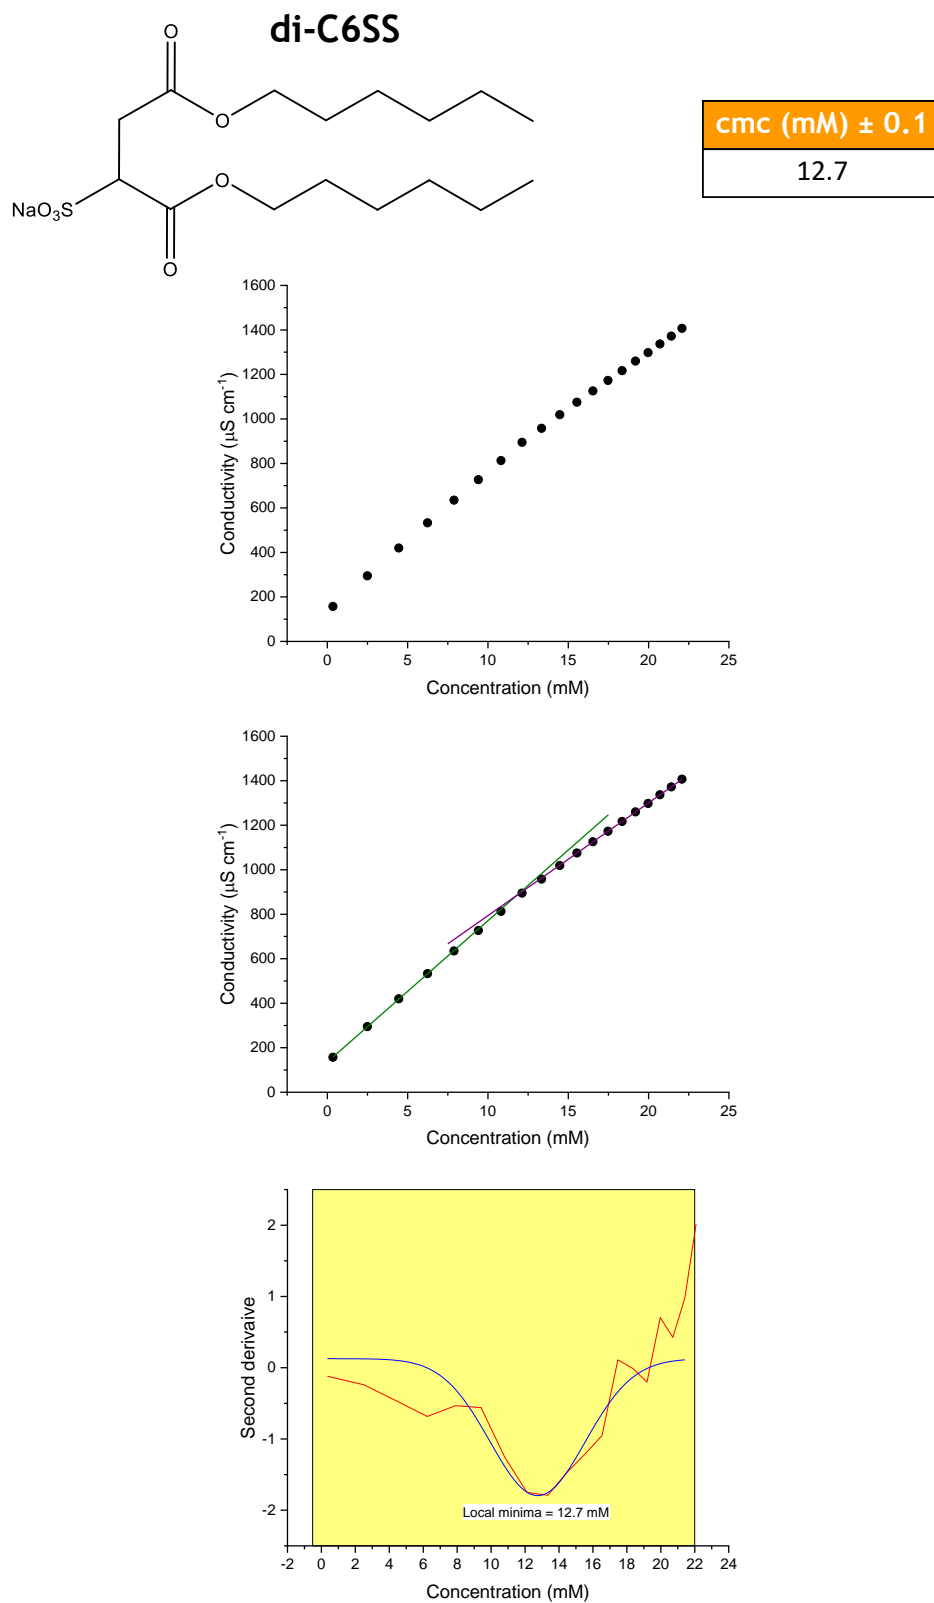 di-C6SS
O
O
O
NaO3S
O
cmc (mM) ± 0.1
12.7
1600
1400
1200
1000
800
600
400
200
0
Conductivity (μS cm-1)
0 5 10 15 20 25
Concentration (mM)
1600
1400
1200
1000
800
600
400
200
0
Conductivity (μS cm-1)
0 5 10 15 20 25
Concentration (mM)
2
1
0
-1
-2
Second derivaive
Local minima = 12.7 mM
-2 0 2 4 6 8 10 12 14 16 18 20 22 24
Concentration (mM)